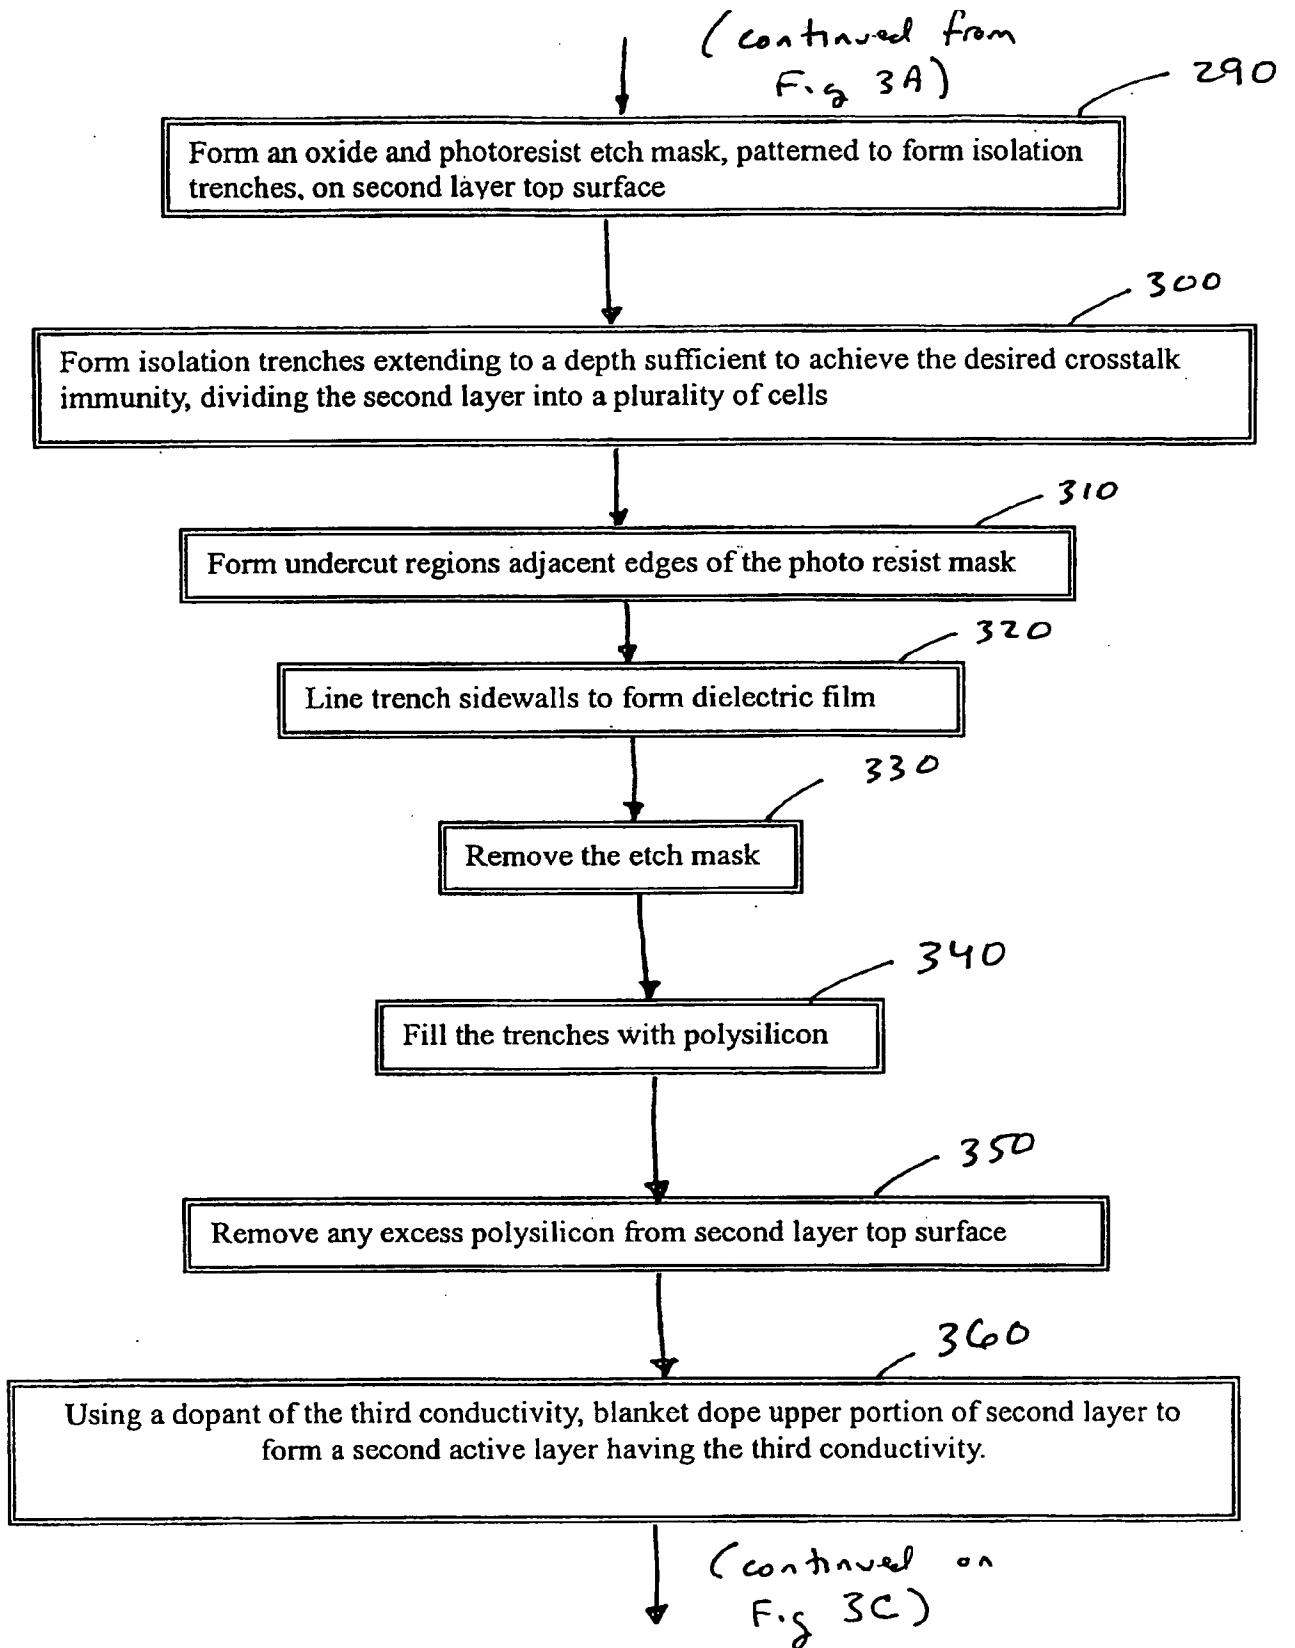 (continued from
Fig 3A)
290
Form an oxide and photoresist etch mask, patterned to form isolation
trenches, on second layer top surface
300
Form isolation trenches extending to a depth sufficient to achieve the desired crosstalk
immunity, dividing the second layer into a plurality of cells
310
Form undercut regions adjacent edges of the photo resist mask
320
Line trench sidewalls to form dielectric film
330
Remove the etch mask
340
Fill the trenches with polysilicon
350
Remove any excess polysilicon from second layer top surface
360
Using a dopant of the third conductivity, blanket dope upper portion of second layer to
form a second active layer having the third conductivity.
(continued on
Fig 3C)